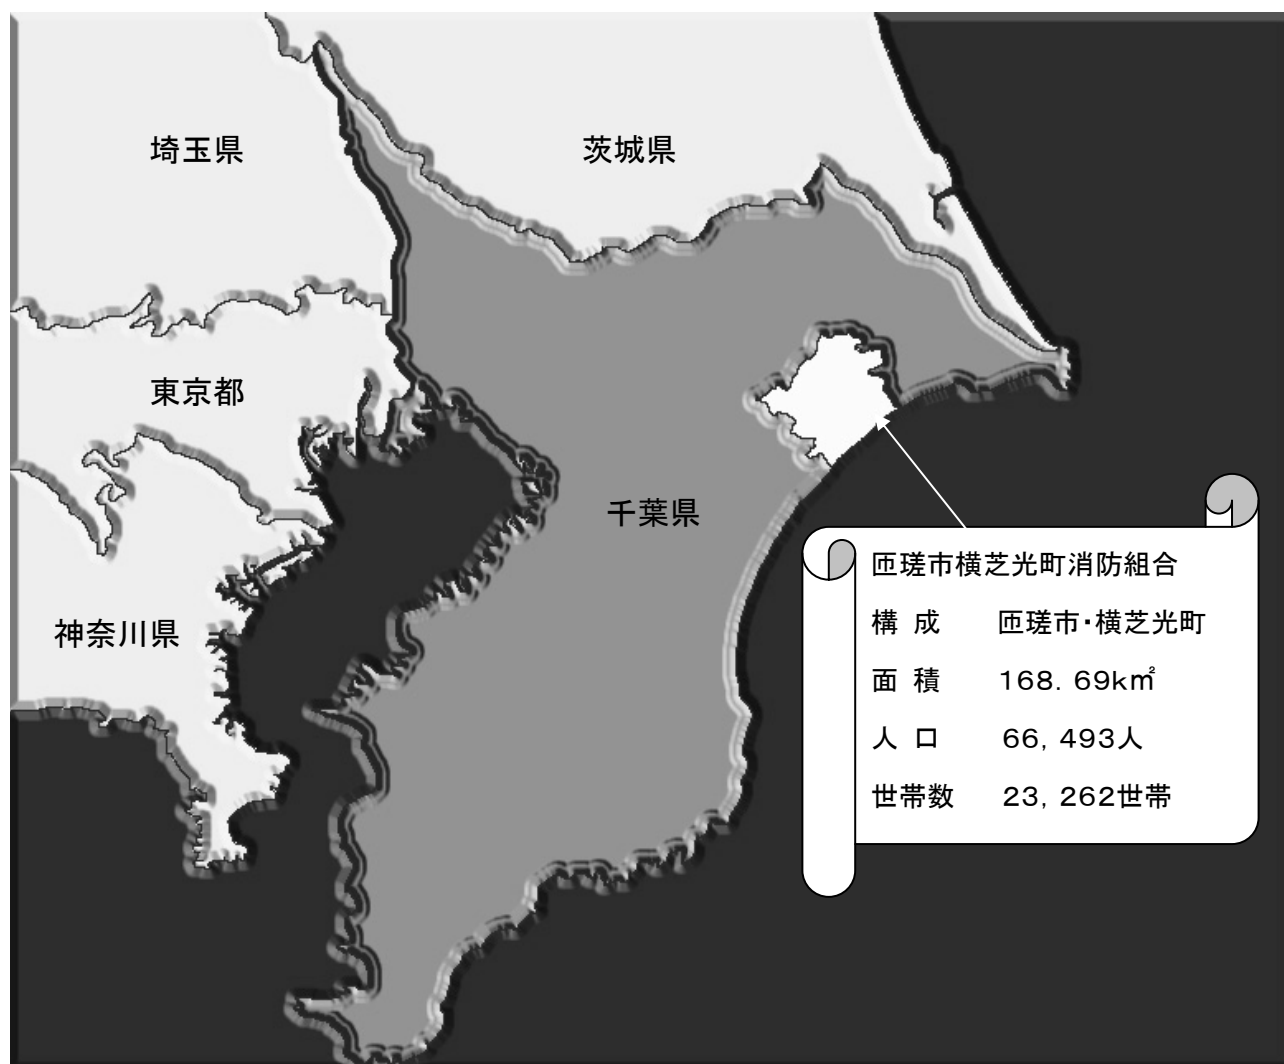 埼玉県
茨城県
東京都
千葉県
神奈川県
匝瑳市横芝光町消防組合
構 成 匝瑳市・横芝光町
面 積 168．69k㎡
人 口 66，493人
世帯数 23，262世帯